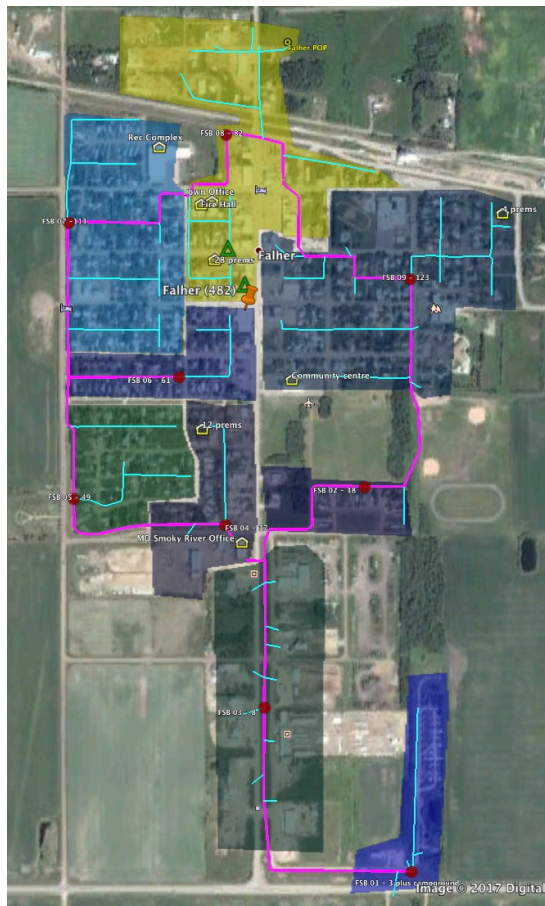 Falher POP
FSB 08 - 82
Rec Complex
Town Office
Fire Hall
4 prems
FSB 07 - 111
28 prems
Falher
FSB 09 - 123
Falher (482)
Community centre
FSB 06 - 61
12 prems
FSB 02 - 18
FSB 05 - 49
FSB 04 - 37
MD Smoky River Office
FSB 03 - 8
FSB 01 - 3 plus campground
Image © 2017 Digital